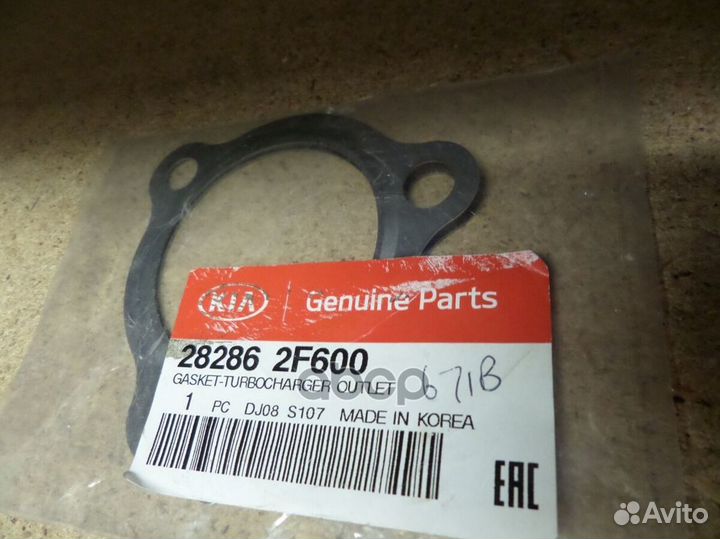 KIA Genuine Parts
28286 2F600
GASKET-TURBOCHARGER OUTLET
671B
1 PC DJ08 S107 MADE IN KOREA
EAC
Avito